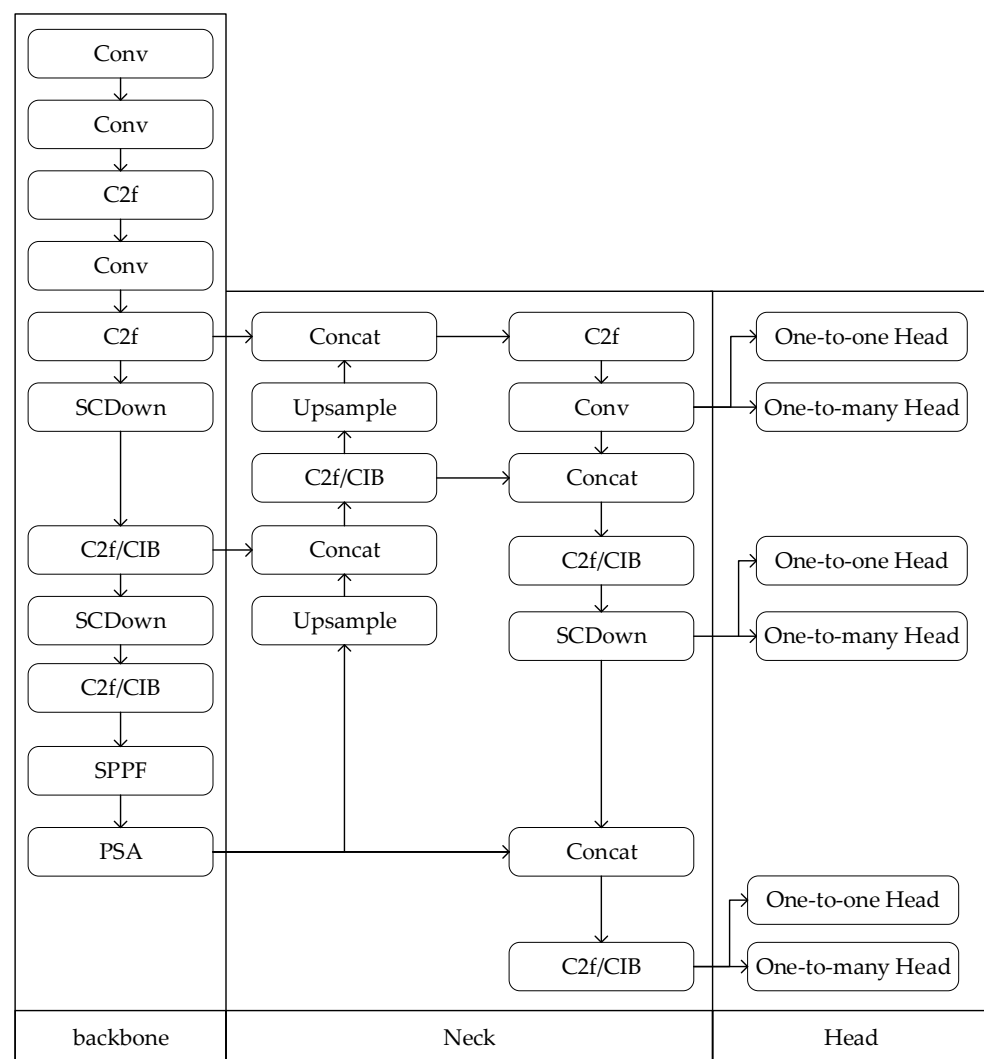 Conv
Conv
C2f
Conv
C2f
SCDown
C2f/CIB
SCDown
C2f/CIB
SPPF
PSA
backbone
Concat
Upsample
C2f/CIB
Concat
Upsample
C2f
Conv
Concat
C2f/CIB
SCDown
Concat
C2f/CIB
Neck
One-to-one Head
One-to-many Head
One-to-one Head
One-to-many Head
One-to-one Head
One-to-many Head
Head